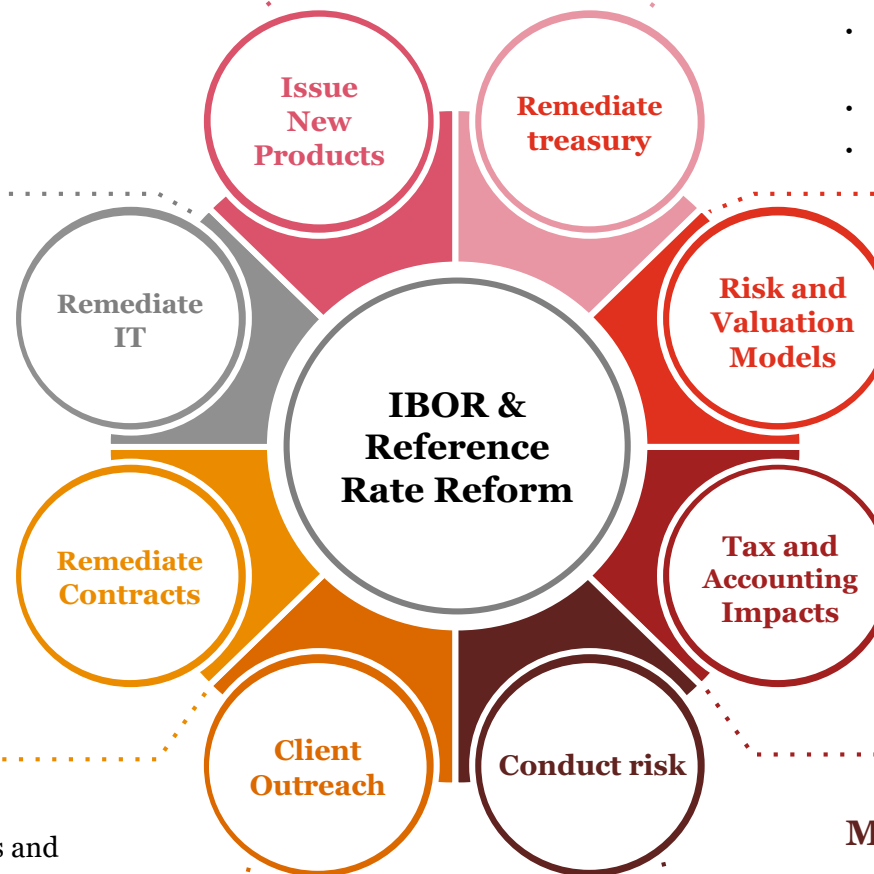 Issue
New
Products
Remediate
treasury
Remediate
IT
Risk and
Valuation
Models
IBOR &
Reference
Rate Reform
Remediate
Contracts
Tax and
Accounting
Impacts
Client
Outreach
Conduct risk
s and
M